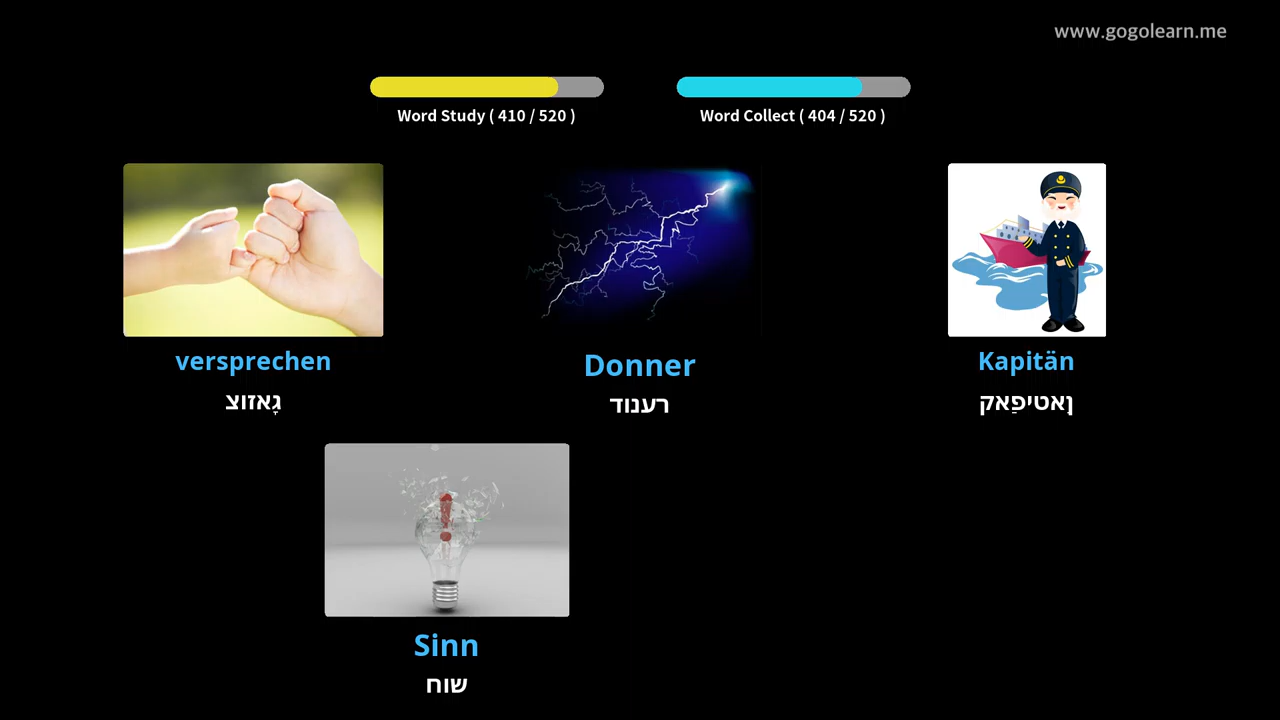 www.gogolearn.me
Word Study ( 410 / 520 )
Word Collect ( 404 / 520 )
versprechen
גָאזוצ
Donner
רענוד
Kapitän
ןָאטיפַאק
Sinn
שוח